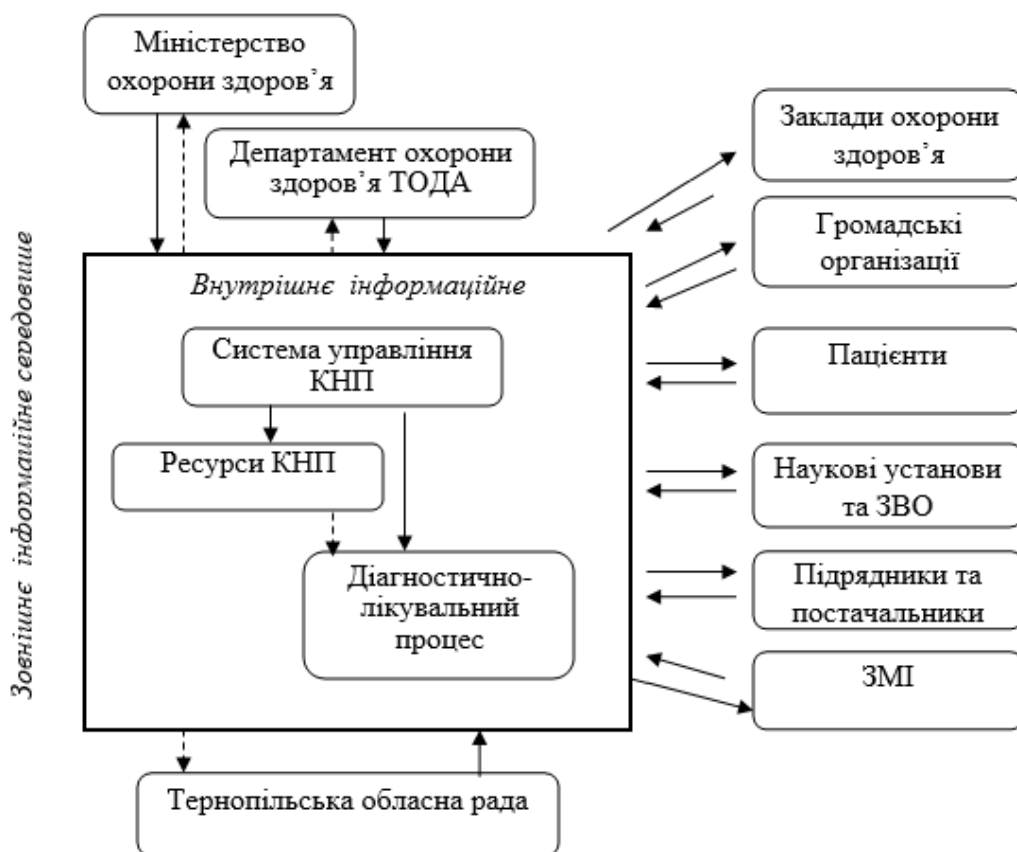 Міністерство
охорони здоров’я
Департамент охорони
здоров’я ТОДА
Заклади охорони
здоров’я
Громадські
організації
Зовнішнє інформаційне середовище
Внутрішнє інформаційне
Система управління
КНП
Пацієнти
Ресурси КНП
Наукові установи
та ЗВО
Діагностично-
лікувальний
процес
Підрядники та
постачальники
ЗМІ
Тернопільська обласна рада